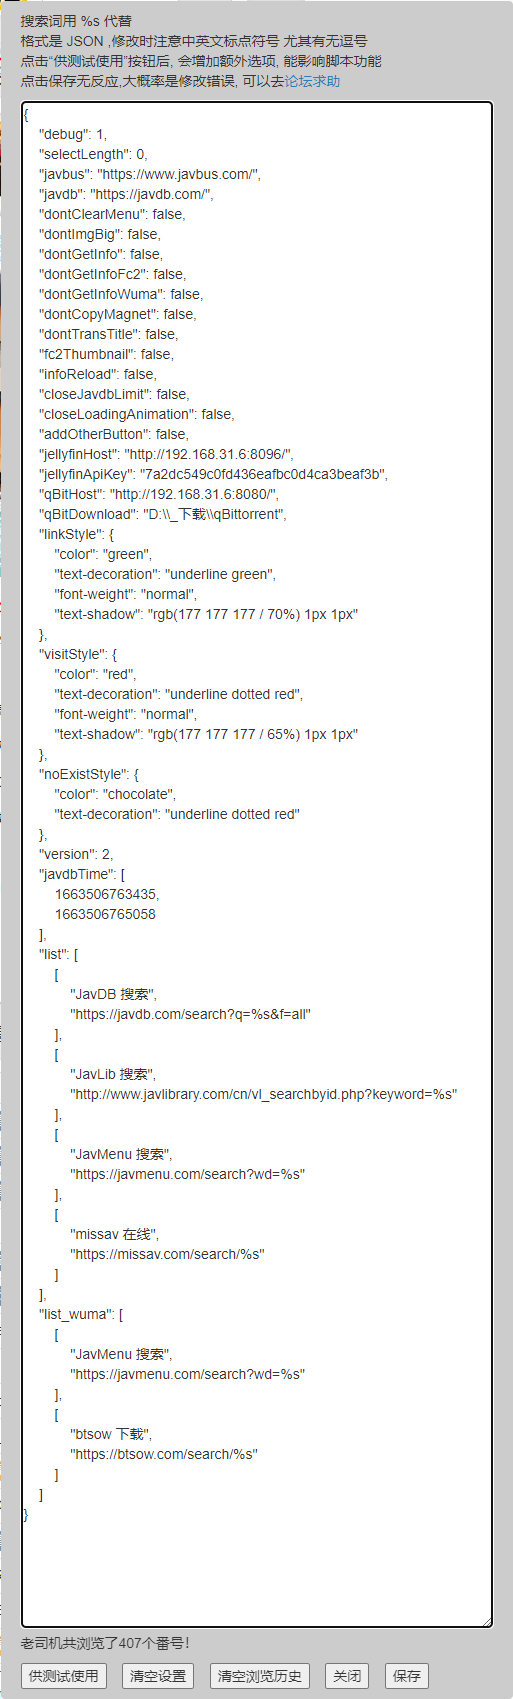 搜索词用 %s 代替
格式是 JSON ,修改时注意中英文标点符号 尤其有无逗号
点击“供测试使用”按钮后, 会增加额外选项, 能影响脚本功能
点击保存无反应,大概率是修改错误, 可以去论坛求助
{
"debug": 1,
"selectLength": 0,
"javbus": "https://www.javbus.com/",
"javdb": "https://javdb.com/",
"dontClearMenu": false,
"dontImgBig": false,
"dontGetInfo": false,
"dontGetInfoFc2": false,
"dontGetInfoWuma": false,
"dontCopyMagnet": false,
"dontTransTitle": false,
"fc2Thumbnail": false,
"infoReload": false,
"closeJavdbLimit": false,
"closeLoadingAnimation": false,
"addOtherButton": false,
"jellyfinHost": "http://192.168.31.6:8096/",
"jellyfinApiKey": "7a2dc549c0fd436eafbc0d4ca3beaf3b",
"qBitHost": "http://192.168.31.6:8080/",
"qBitDownload": "D:\\_下载\\qBittorrent",
"linkStyle": {
"color": "green",
"text-decoration": "underline green",
"font-weight": "normal",
"text-shadow": "rgb(177 177 177 / 70%) 1px 1px"
},
"visitStyle": {
"color": "red",
"text-decoration": "underline dotted red",
"font-weight": "normal",
"text-shadow": "rgb(177 177 177 / 65%) 1px 1px"
},
"noExistStyle": {
"color": "chocolate",
"text-decoration": "underline dotted red"
},
"version": 2,
"javdbTime": [
1663506763435,
1663506765058
],
"list": [
[
"JavDB 搜索",
"https://javdb.com/search?q=%s&f=all"
],
[
"JavLib 搜索",
"http://www.javlibrary.com/cn/vl_searchbyid.php?keyword=%s"
],
[
"JavMenu 搜索",
"https://javmenu.com/search?wd=%s"
],
[
"missav 在线",
"https://missav.com/search/%s"
]
],
"list_wuma": [
[
"JavMenu 搜索",
"https://javmenu.com/search?wd=%s"
],
[
"btsow 下载",
"https://btsow.com/search/%s"
]
]
}
老司机共浏览了407个番号!
供测试使用 清空设置 清空浏览历史 关闭 保存